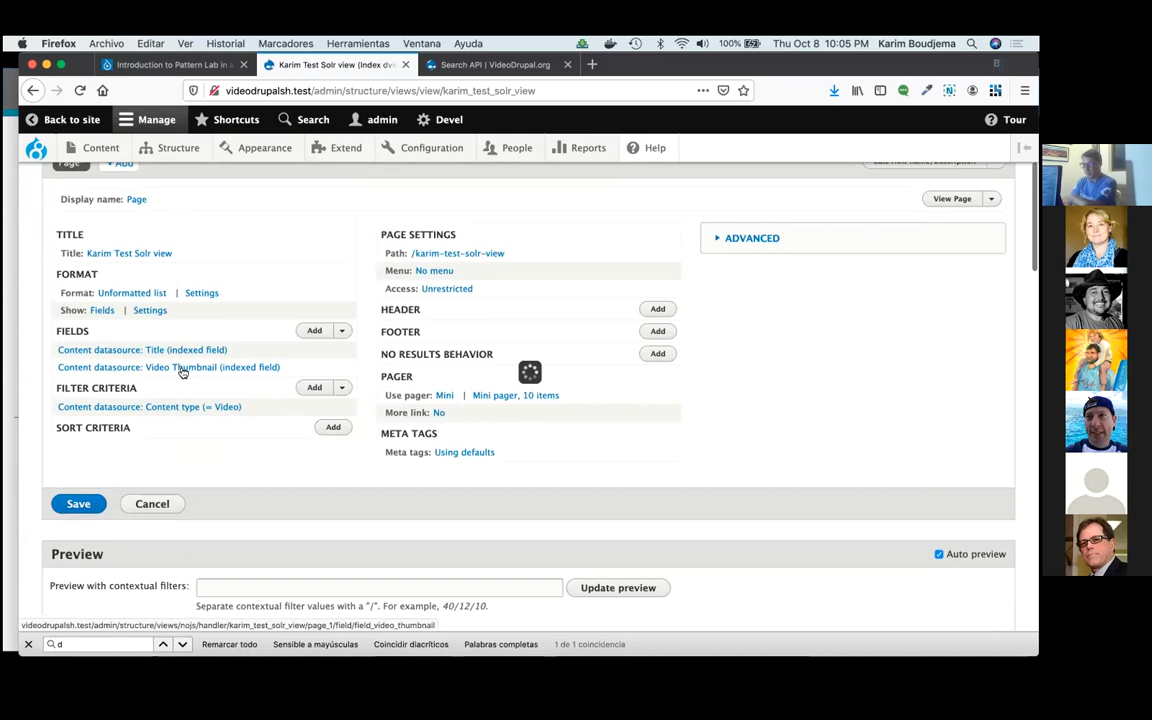 Firefox Archivo Editar Ver Historial Marcadores Herramientas Ventana Ayuda 100% Thu Oct 8 10:05 PM Karim Boudjema
Introduction to Pattern Lab in a Karim Test Solr view (Index dvi Search API | VideoDrupal.org
videodrupalsh.test/admin/structure/views/view/karim_test_solr_view
Back to site Manage Shortcuts Search admin Devel Tour
Content Structure Appearance Extend Configuration People Reports Help
Page + Add
Display name: Page View Page
TITLE
Title: Karim Test Solr view
FORMAT
Format: Unformatted list | Settings
Show: Fields | Settings
FIELDS Add
Content datasource: Title (indexed field)
Content datasource: Video Thumbnail (indexed field)
FILTER CRITERIA Add
Content datasource: Content type (= Video)
SORT CRITERIA Add
PAGE SETTINGS
Path: /karim-test-solr-view
Menu: No menu
Access: Unrestricted
HEADER Add
FOOTER Add
NO RESULTS BEHAVIOR Add
PAGER
Use pager: Mini | Mini pager, 10 items
More link: No
META TAGS
Meta tags: Using defaults
ADVANCED
Save Cancel
Preview Auto preview
Preview with contextual filters: Update preview
Separate contextual filter values with a "/". For example, 40/12/10.
videodrupalsh.test/admin/structure/views/nojs/handler/karim_test_solr_view/page_1/field/field_video_thumbnail
d Remarcar todo Sensible a mayúsculas Coincidir diacríticos Palabras completas 1 de 1 coincidencia